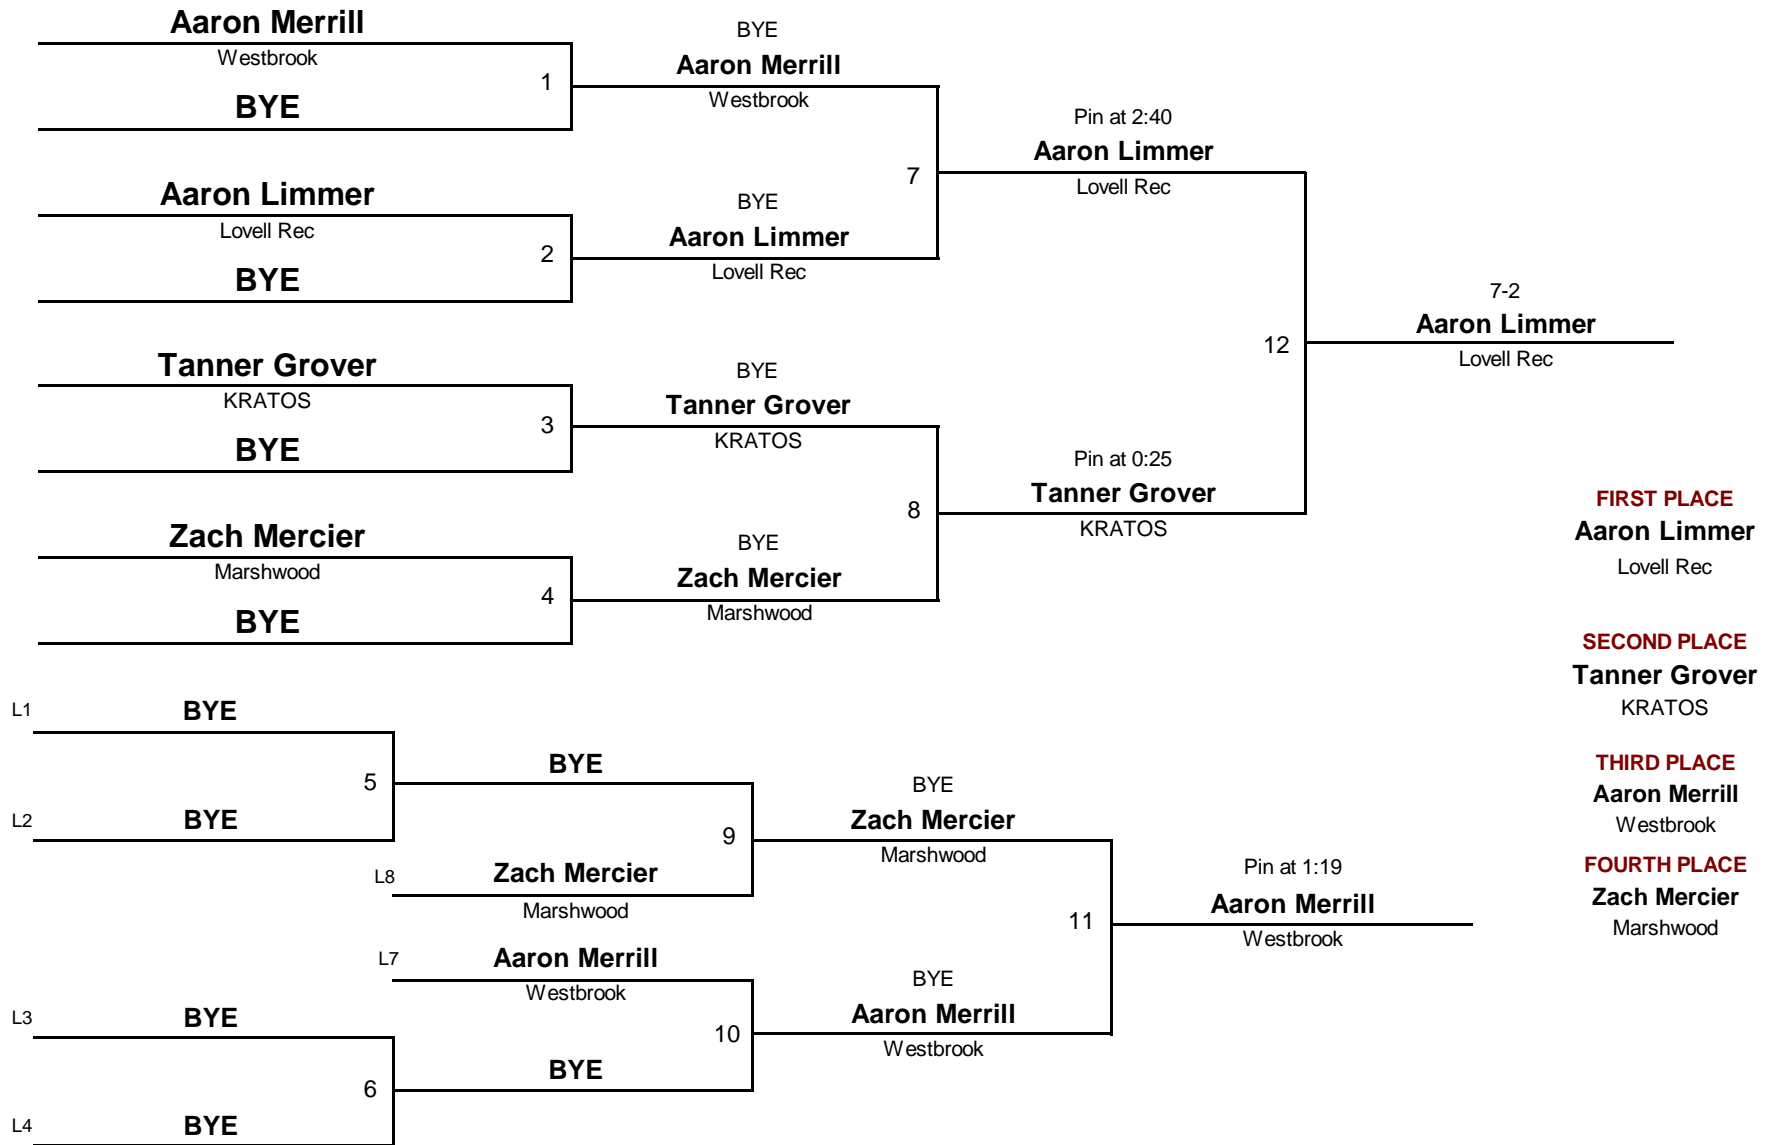 Aaron Merrill
Westbrook
1
BYE
BYE
Aaron Merrill
Westbrook
Aaron Limmer
Lovell Rec
2
BYE
BYE
Aaron Limmer
Lovell Rec
7
Pin at 2:40
Aaron Limmer
Lovell Rec
Tanner Grover
KRATOS
3
BYE
BYE
Tanner Grover
KRATOS
Zach Mercier
Marshwood
4
BYE
BYE
Zach Mercier
Marshwood
8
Pin at 0:25
Tanner Grover
KRATOS
12
7-2
Aaron Limmer
Lovell Rec
FIRST PLACE
Aaron Limmer
Lovell Rec
SECOND PLACE
Tanner Grover
KRATOS
THIRD PLACE
Aaron Merrill
Westbrook
FOURTH PLACE
Zach Mercier
Marshwood
L1
BYE
5
L2
BYE
BYE
9
L8
Zach Mercier
Marshwood
BYE
Zach Mercier
Marshwood
L7
Aaron Merrill
Westbrook
10
L3
BYE
6
L4
BYE
BYE
BYE
Aaron Merrill
Westbrook
11
Pin at 1:19
Aaron Merrill
Westbrook